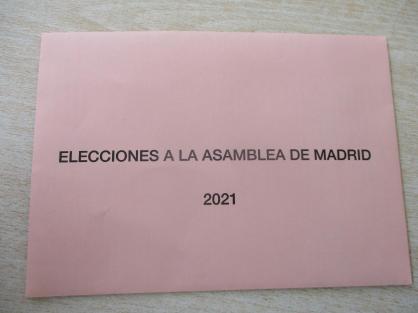 ELECCIONES A LA ASAMBLEA DE MADRID
2021